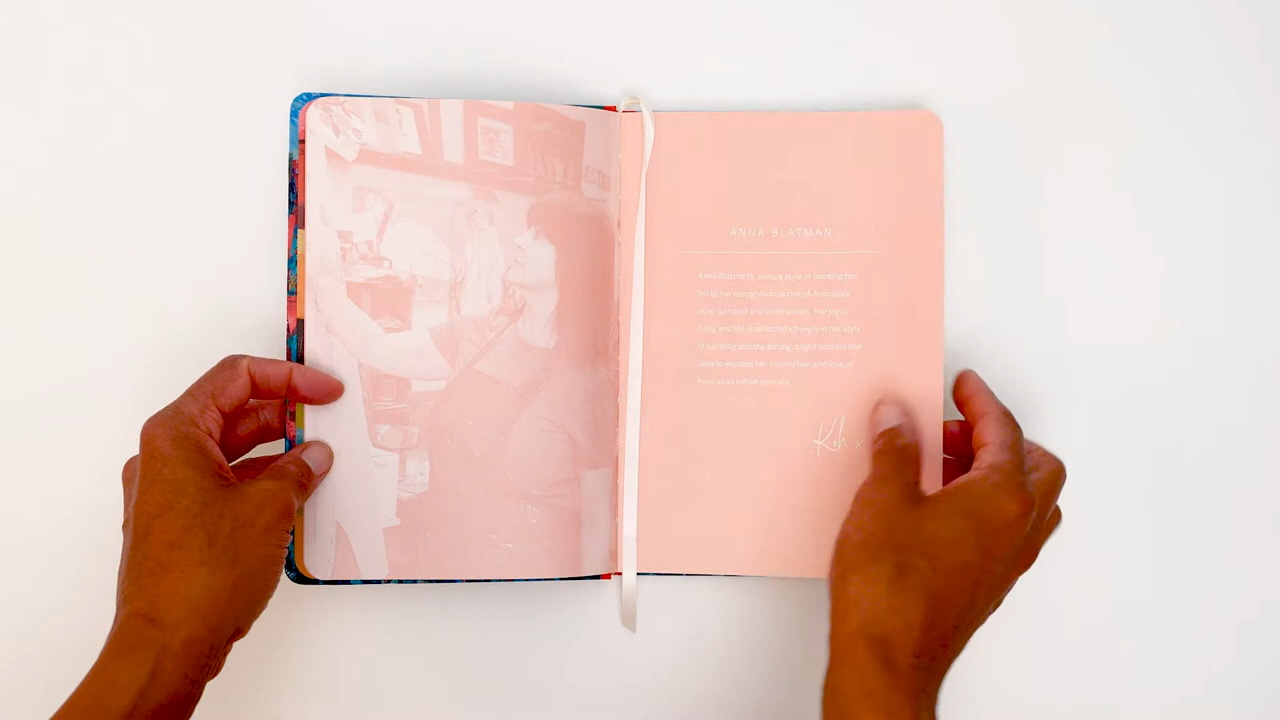 ANNA BLATMAN
Anna Blatman's unique style of painting has
led to her recognition as one of Australia's
most admired and loved artists. Her joy in
living and life is reflected strongly in her style
of painting and the strong, bright colours she
uses to express her connection and love of
Australia's native animals.
Koh x